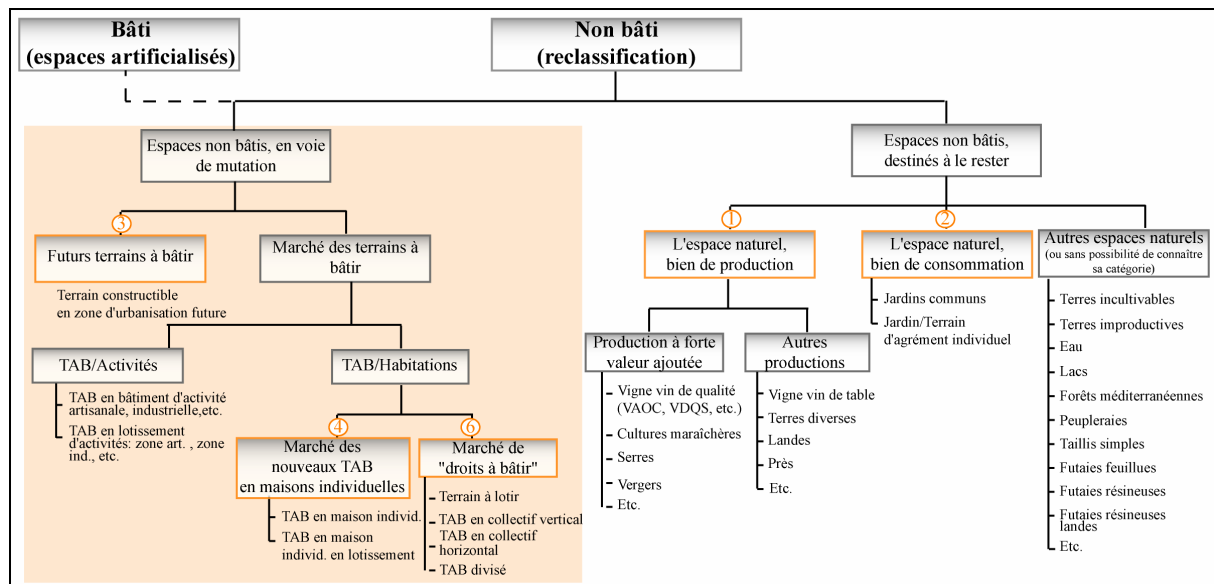 Bâti
(espaces artificialisés)
Non bâti
(reclassification)
Espaces non bâtis, en voie
de mutation
Espaces non bâtis,
destinés à le rester
3
Futurs terrains à bâtir
Terrain constructible
en zone d'urbanisation future
Marché des terrains à
bâtir
TAB/Activités
TAB en bâtiment d'activité
artisanale, industrielle,etc.
TAB en lotissement
d'activités: zone art. , zone
ind., etc.
TAB/Habitations
4
Marché des
nouveaux TAB
en maisons individuelles
TAB en maison individ.
TAB en maison
individ. en lotissement
6
Marché de
"droits à bâtir"
Terrain à lotir
TAB en collectif vertical
TAB en collectif
horizontal
TAB divisé
1
L'espace naturel,
bien de production
Production à forte
valeur ajoutée
Vigne vin de qualité
(VAOC, VDQS, etc.)
Cultures maraîchères
Serres
Vergers
Etc.
Autres
productions
Vigne vin de table
Terres diverses
Landes
Près
Etc.
2
L'espace naturel,
bien de consommation
Jardins communs
Jardin/Terrain
d'agrément individuel
Autres espaces naturels
(ou sans possibilité de connaître
sa catégorie)
Terres incultivables
Terres improductives
Eau
Lacs
Forêts méditerranéennes
Peupleraies
Taillis simples
Futaies feuillues
Futaies résineuses
Futaies résineuses
landes
Etc.